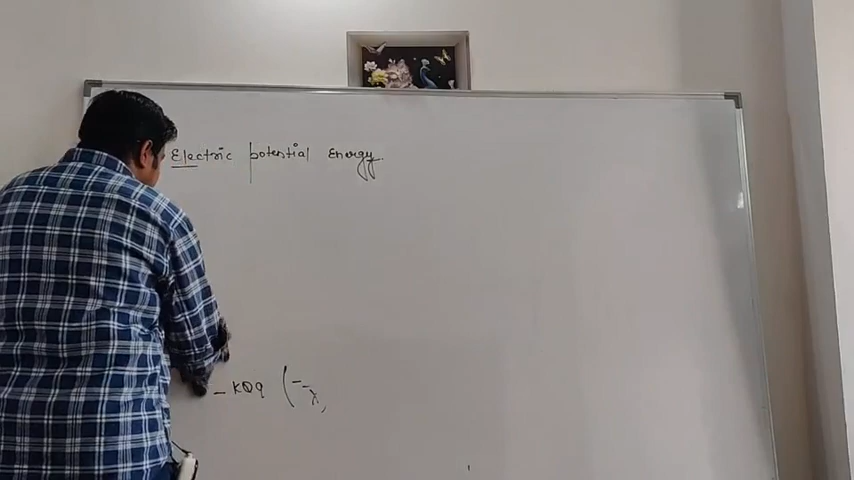 Electric potential Energy.
- KQq ( -